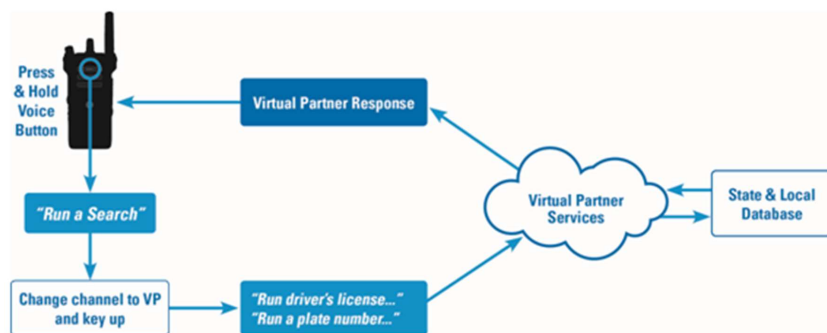 Press
& Hold
Voice
Button
Virtual Partner Response
"Run a Search"
Change channel to VP
and key up
"Run driver's license..."
"Run a plate number..."
Virtual Partner
Services
State & Local
Database